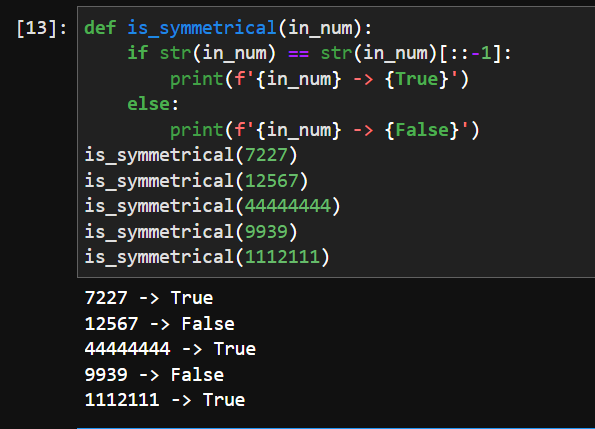 [13]: def is_symmetrical(in_num):
    if str(in_num) == str(in_num)[::-1]:
        print(f'{in_num} -> {True}')
    else:
        print(f'{in_num} -> {False}')
is_symmetrical(7227)
is_symmetrical(12567)
is_symmetrical(44444444)
is_symmetrical(9939)
is_symmetrical(1112111)
7227 -> True
12567 -> False
44444444 -> True
9939 -> False
1112111 -> True